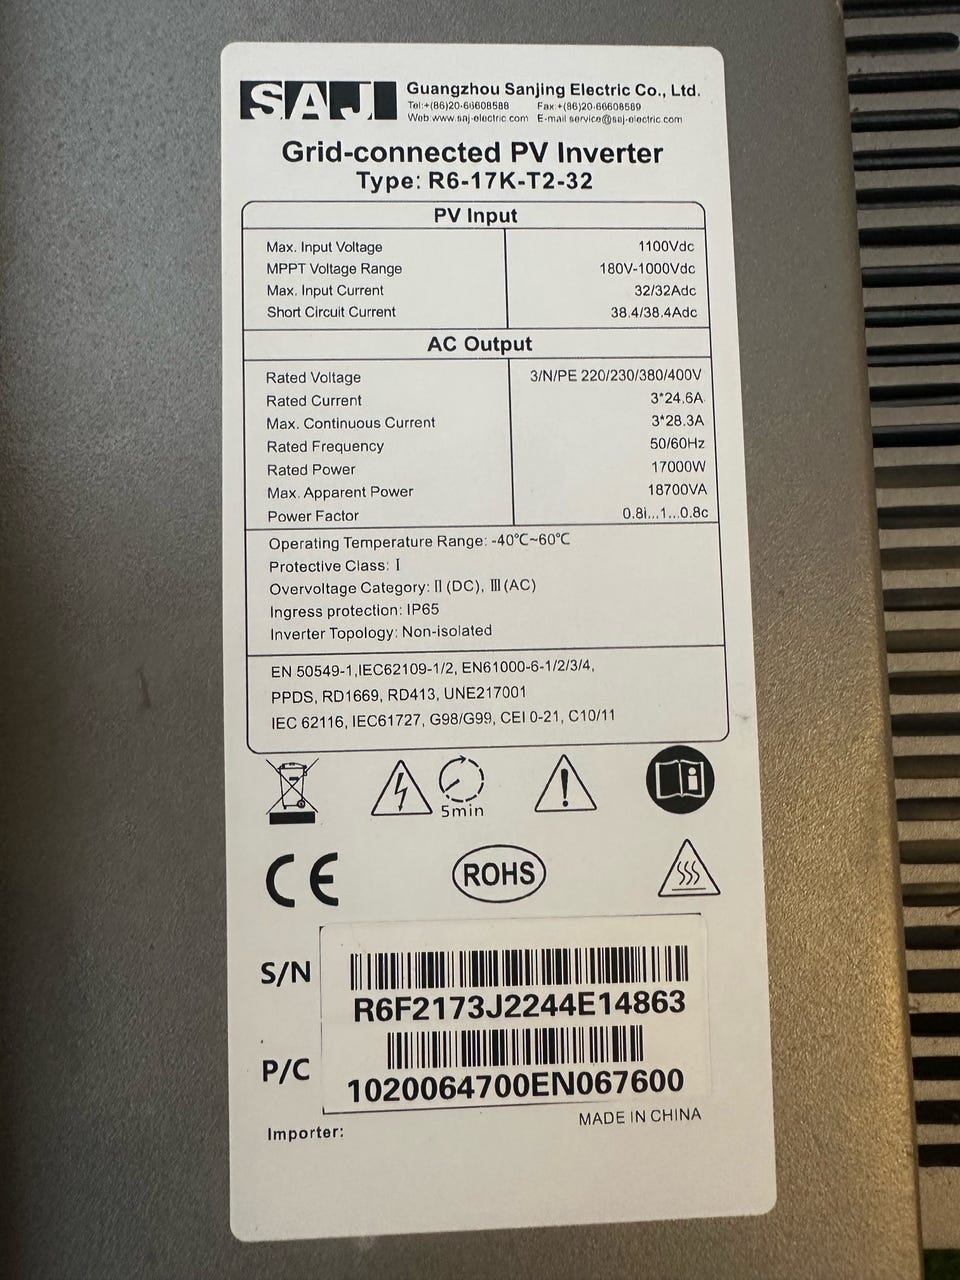 SAJ
Guangzhou Sanjing Electric Co., Ltd.
Tel:+(86)20-66608588 Fax:+(86)20-66608589
Web:www.saj-electric.com E-mail:service@saj-electric.com
Grid-connected PV Inverter
Type: R6-17K-T2-32
PV Input
Max. Input Voltage 1100Vdc
MPPT Voltage Range 180V-1000Vdc
Max. Input Current 32/32Adc
Short Circuit Current 38.4/38.4Adc
AC Output
Rated Voltage 3/N/PE 220/230/380/400V
Rated Current 3*24.6A
Max. Continuous Current 3*28.3A
Rated Frequency 50/60Hz
Rated Power 17000W
Max. Apparent Power 18700VA
Power Factor 0.8i...1...0.8c
Operating Temperature Range: -40℃~60℃
Protective Class: Ⅰ
Overvoltage Category: Ⅱ (DC), Ⅲ (AC)
Ingress protection: IP65
Inverter Topology: Non-isolated
EN 50549-1,IEC62109-1/2, EN61000-6-1/2/3/4,
PPDS, RD1669, RD413, UNE217001
IEC 62116, IEC61727, G98/G99, CEI 0-21, C10/11
5min
CE ROHS
S/N R6F2173J2244E14863
P/C 1020064700EN067600
MADE IN CHINA
Importer: